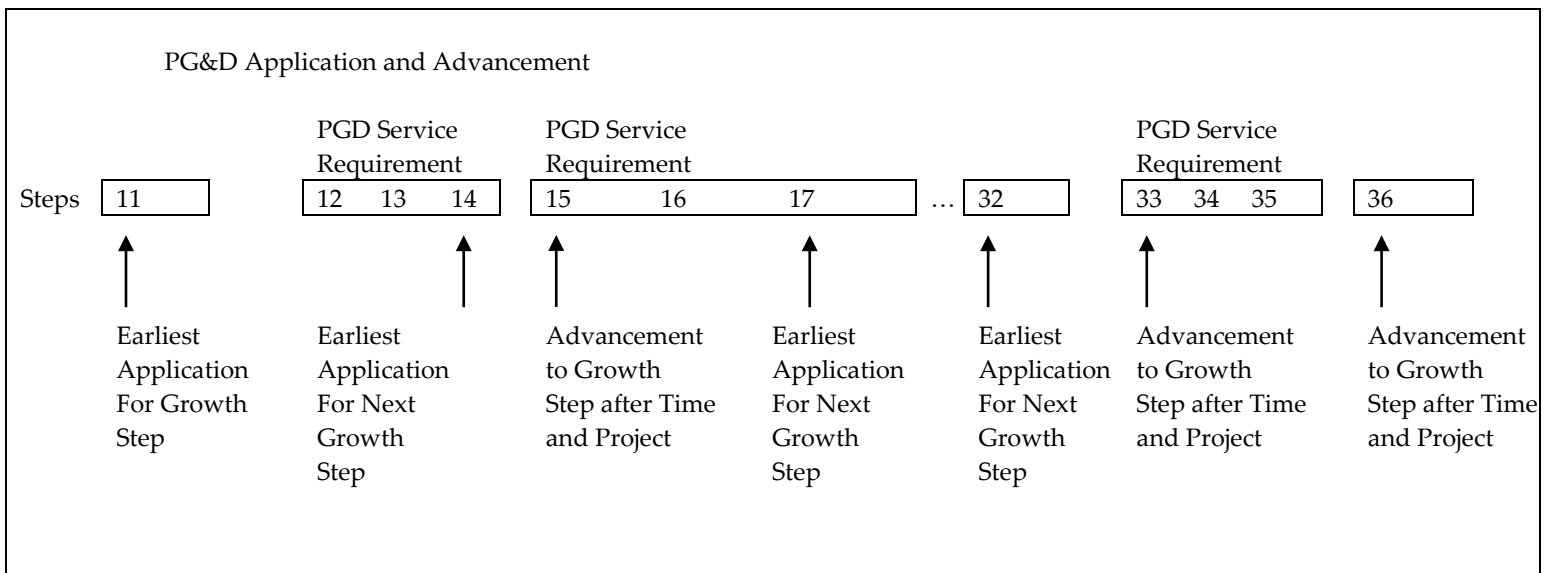 PG&D Application and Advancement
PGD Service
Requirement
PGD Service
Requirement
PGD Service
Requirement
Steps 11 12 13 14 15 16 17 … 32 33 34 35 36
Earliest
Application
For Growth
Step
Earliest
Application
For Next
Growth
Step
Advancement
to Growth
Step after Time
and Project
Earliest
Application
For Next
Growth
Step
Earliest
Application
For Next
Growth
Step
Advancement
to Growth
Step after Time
and Project
Advancement
to Growth
Step after Time
and Project